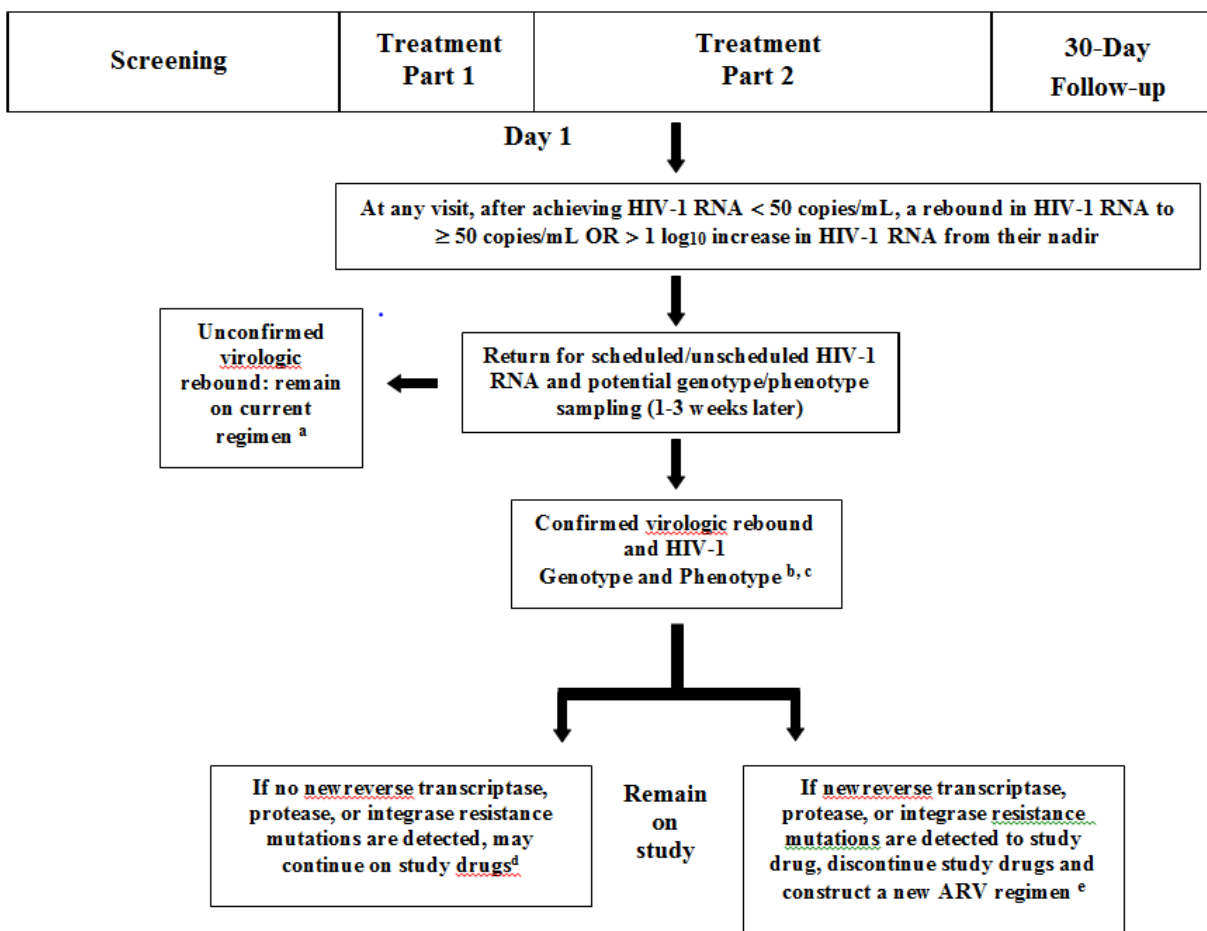 Screening
Treatment
Part 1
Treatment
Part 2
30-Day
Follow-up
Day 1
At any visit, after achieving HIV-1 RNA < 50 copies/mL, a rebound in HIV-1 RNA to
≥ 50 copies/mL OR > 1 log₁₀ increase in HIV-1 RNA from their nadir
Unconfirmed
virologic
rebound: remain
on current
regimen ᵃ
Return for scheduled/unscheduled HIV-1
RNA and potential genotype/phenotype
sampling (1-3 weeks later)
Confirmed virologic rebound
and HIV-1
Genotype and Phenotype ᵇ, ᶜ
If no new reverse transcriptase,
protease, or integrase resistance
mutations are detected, may
continue on study drugsᵈ
Remain
on
study
If new reverse transcriptase,
protease, or integrase resistance
mutations are detected to study
drug, discontinue study drugs and
construct a new ARV regimen ᵉ